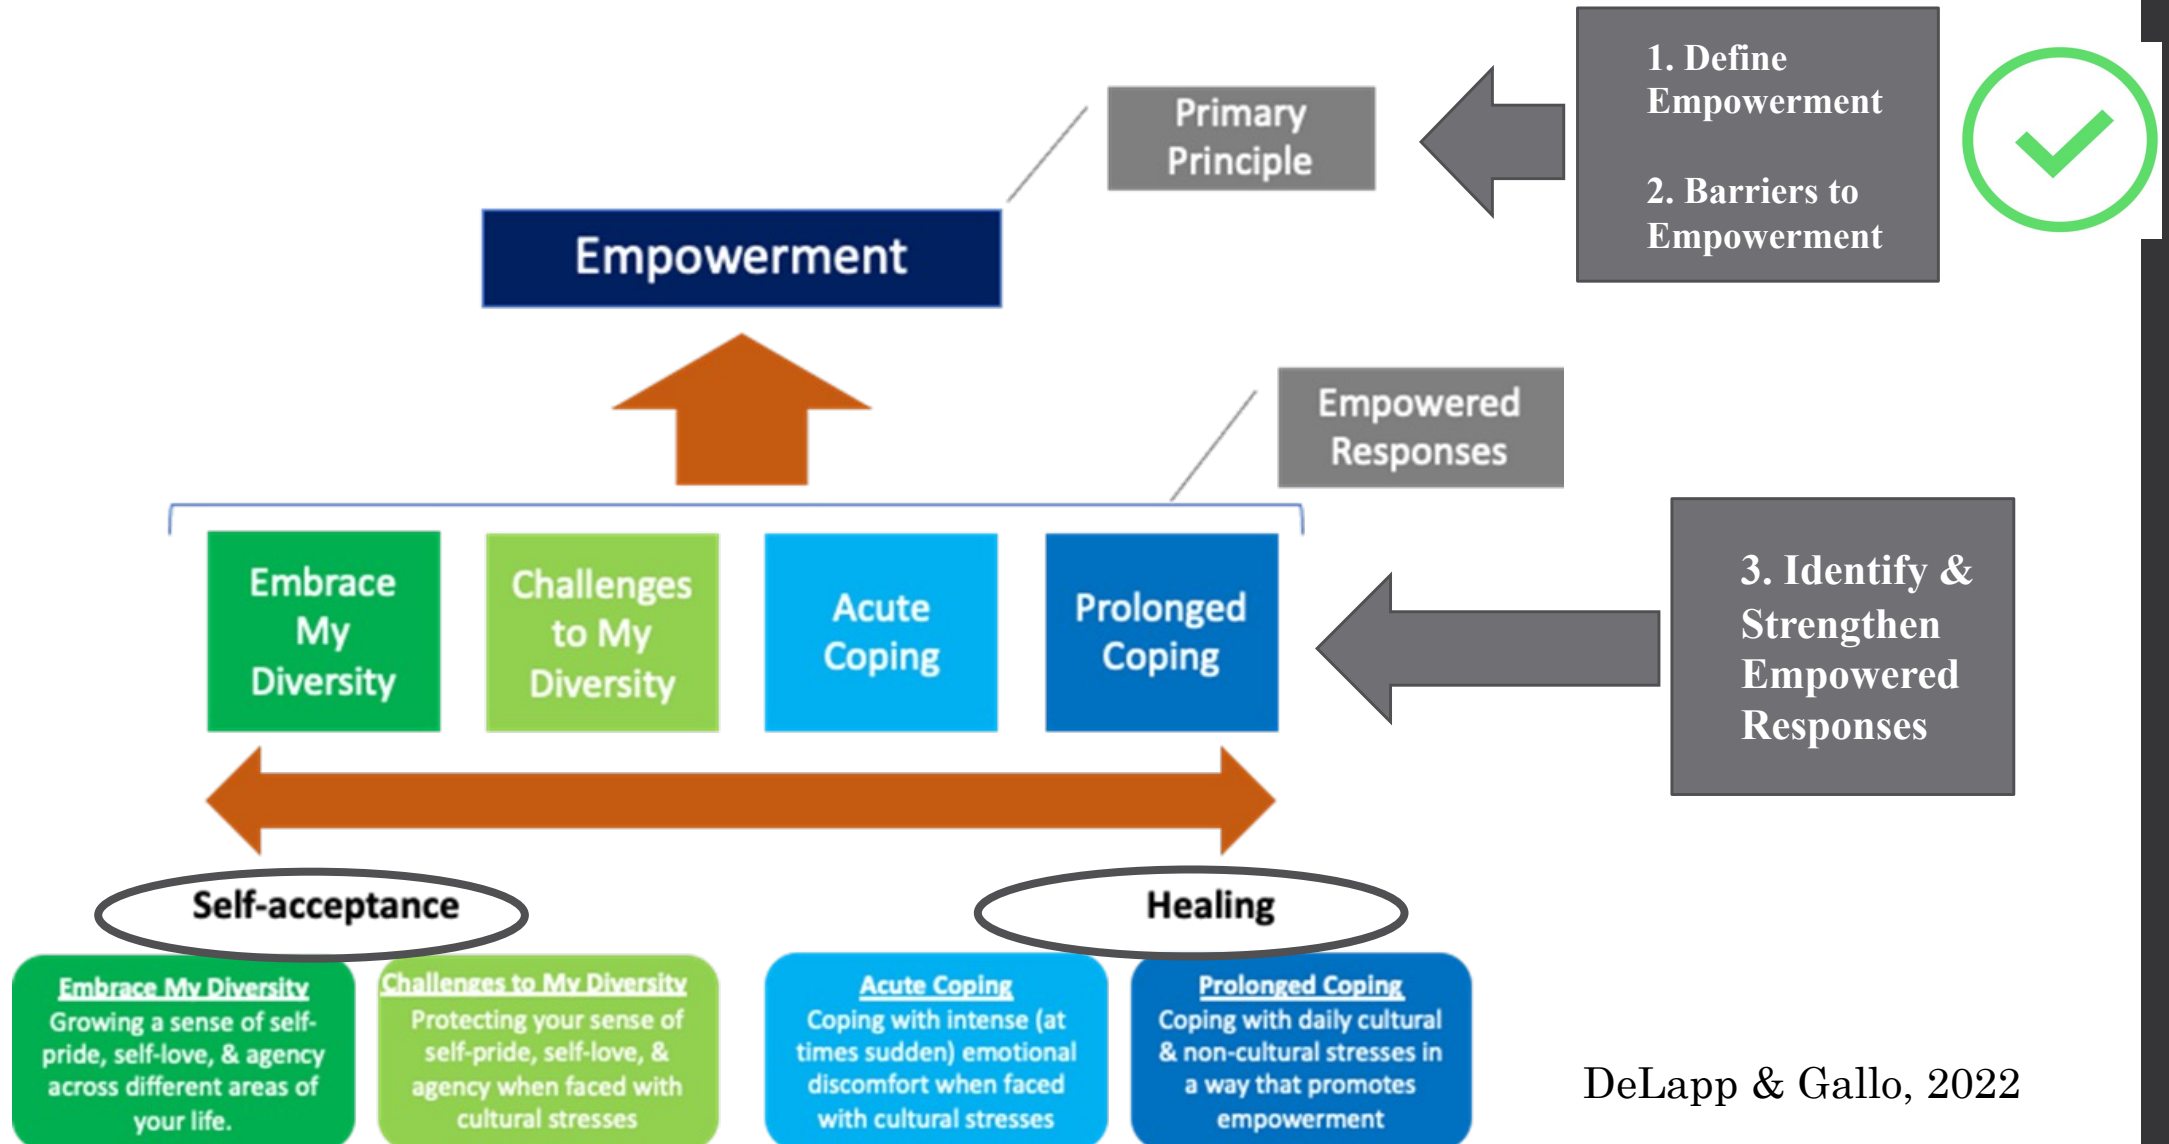 1. Define
Empowerment
2. Barriers to
Empowerment
Primary
Principle
Empowerment
Empowered
Responses
Embrace
My
Diversity
Challenges
to My
Diversity
Acute
Coping
Prolonged
Coping
3. Identify &
Strengthen
Empowered
Responses
Self-acceptance
Healing
Embrace My Diversity
Growing a sense of self-
pride, self-love, & agency
across different areas of
your life.
Challenges to My Diversity
Protecting your sense of
self-pride, self-love, &
agency when faced with
cultural stresses
Acute Coping
Coping with intense (at
times sudden) emotional
discomfort when faced
with cultural stresses
Prolonged Coping
Coping with daily cultural
& non-cultural stresses in
a way that promotes
empowerment
DeLapp & Gallo, 2022